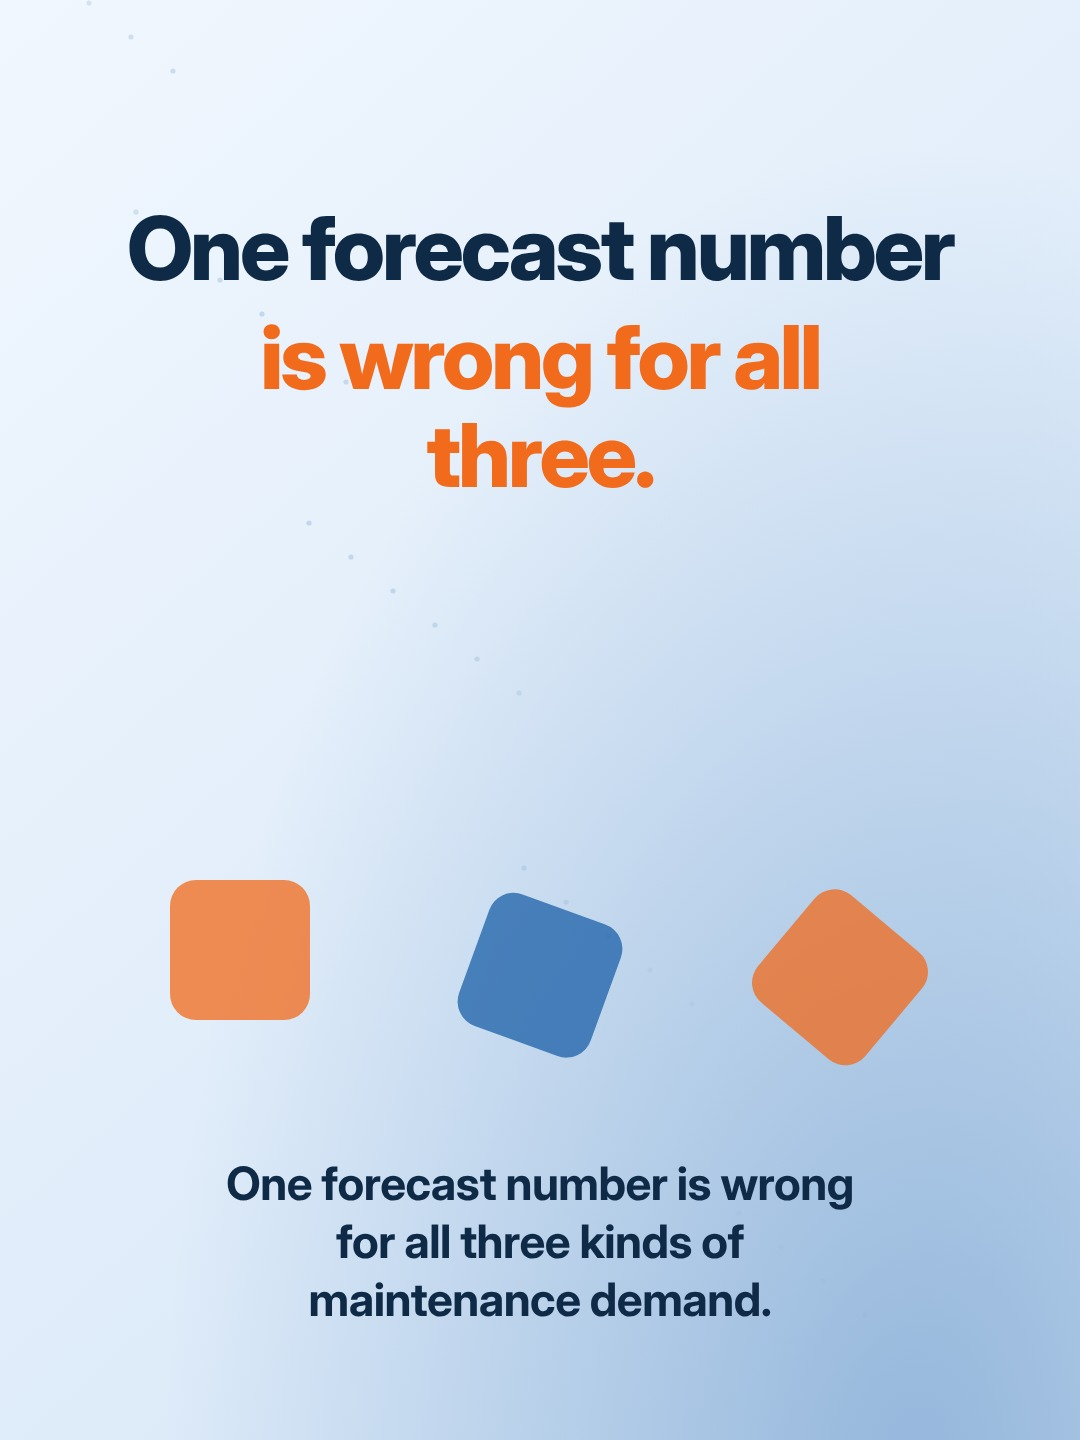 One forecast number
is wrong for all
three.
One forecast number is wrong
for all three kinds of
maintenance demand.